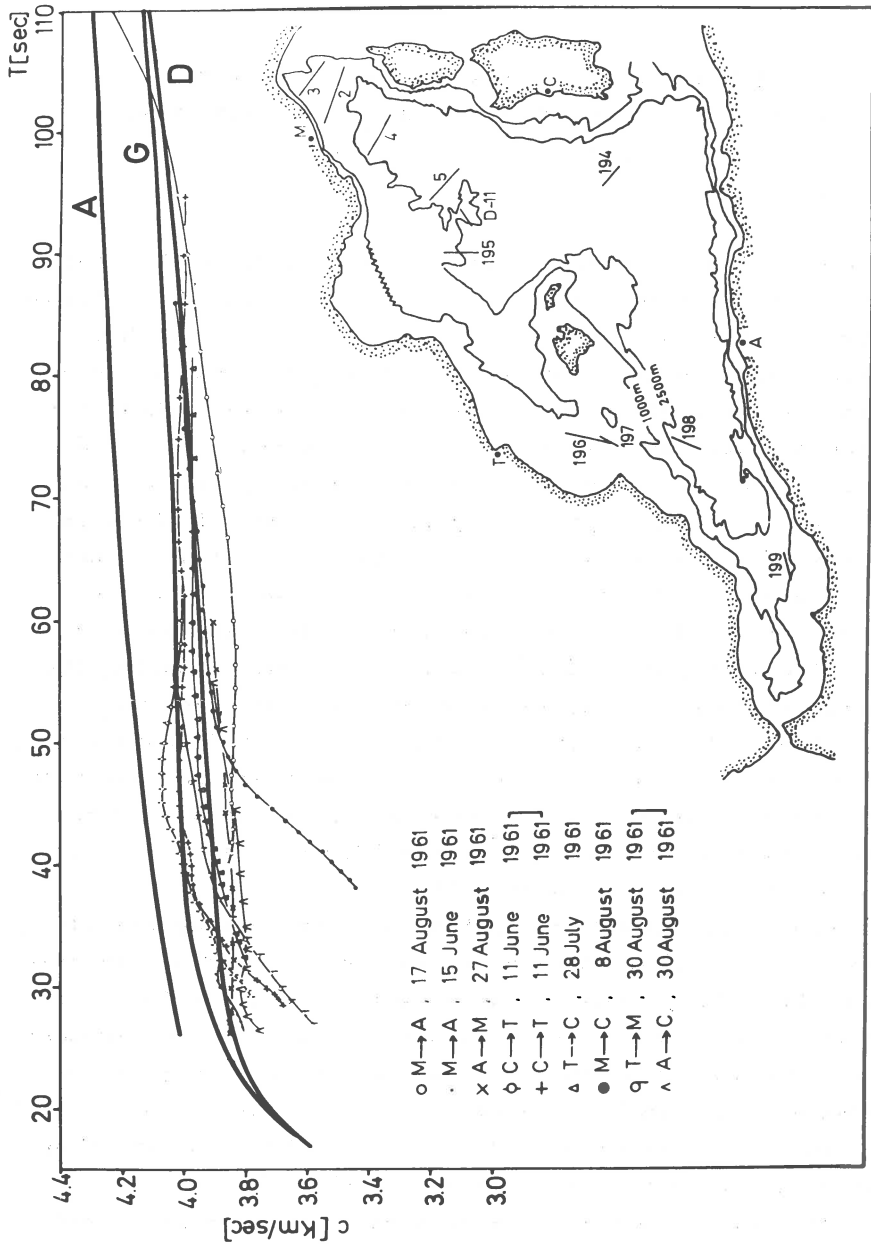 T[sec]
20
30
40
50
60
70
80
90
100
110
c [ km/sec]
4.4
4.2
4.0
3.8
3.6
3.4
3.2
3.0
A
G
D
o M→A , 17 August 1961
. M→A , 15 June 1961
x A→M , 27 August 1961
ϙ C→T , 11 June 1961]
+ C→T , 11 June 1961]
▵ T→C , 28 July 1961
● M→C , 8 August 1961
q T→M , 30 August 1961]
∧ A→C , 30 August 1961]
M
3
2
4
5
D-11
195
C
194
T
196
197
1000m
2500m
198
199
A